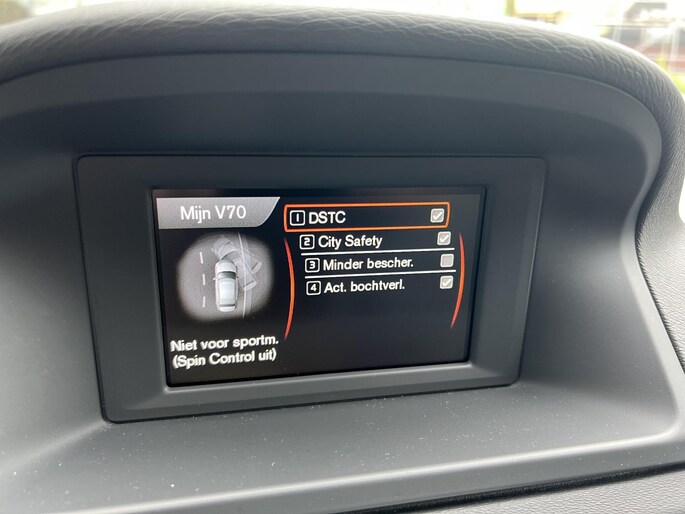 Mijn V70
1 DSTC
2 City Safety
3 Minder bescher.
4 Act. bochtverl.
Niet voor sportm.
(Spin Control uit)